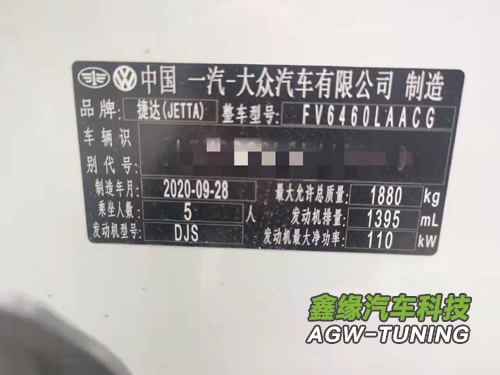 中国 一汽-大众汽车有限公司 制造
品牌: 捷达(JETTA) 整车型号: FV6460LAACG
车辆识别代号:
制造年月: 2020-09-28 最大允许总质量: 1880 kg
乘坐人数: 5 人 发动机排量: 1395 mL
发动机型号: DJS 发动机最大净功率: 110 kW
鑫缘汽车科技
AGW-TUNING